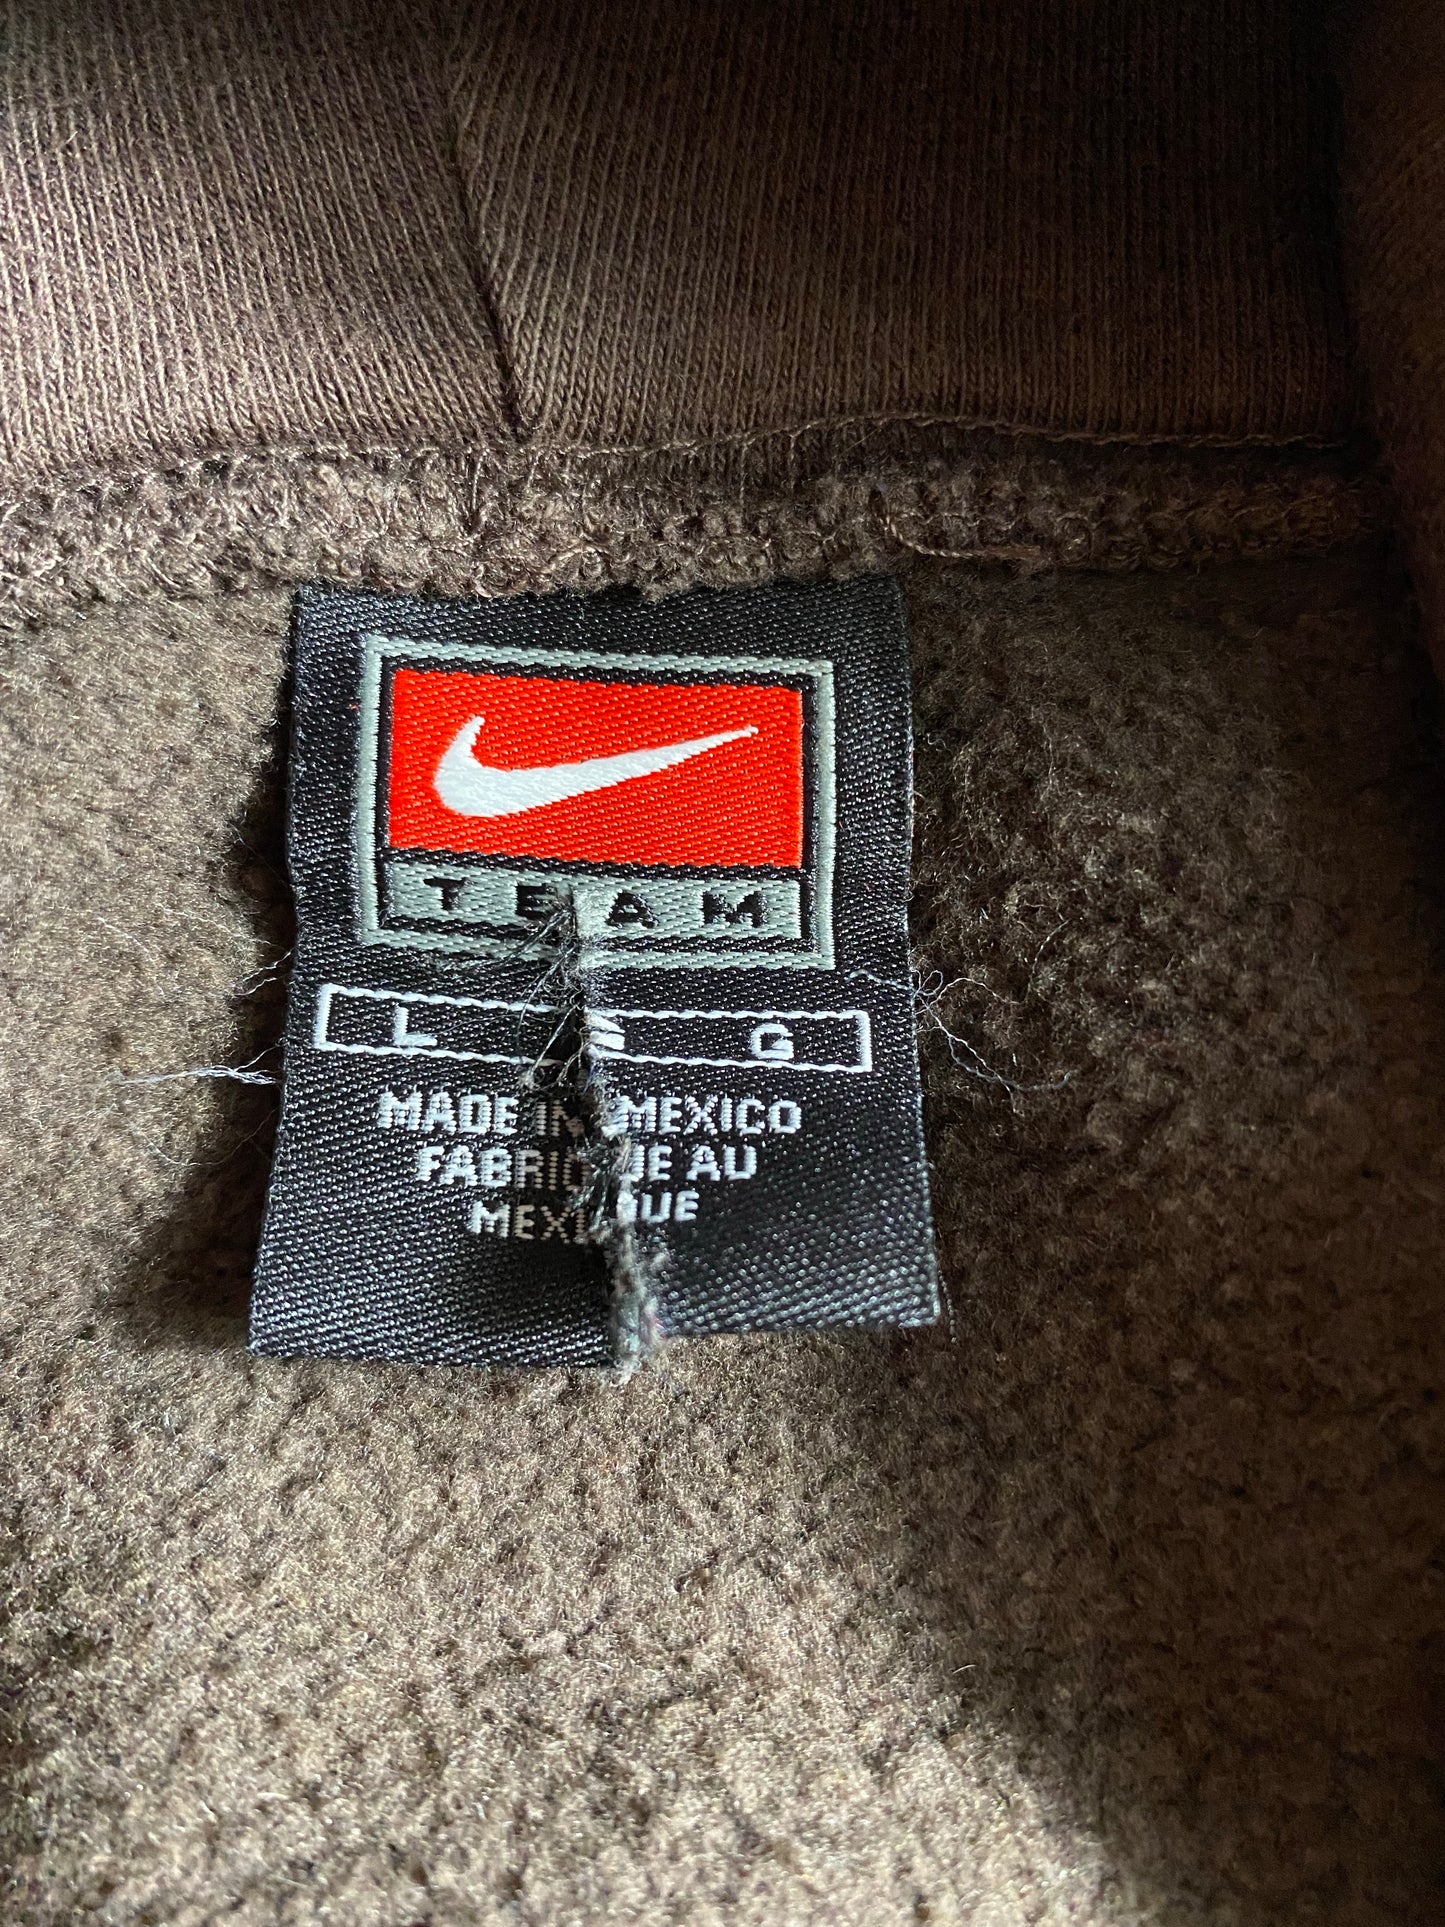 TEAM
L G
MADE IN MEXICO
FABRIQUE AU
MEXIQUE